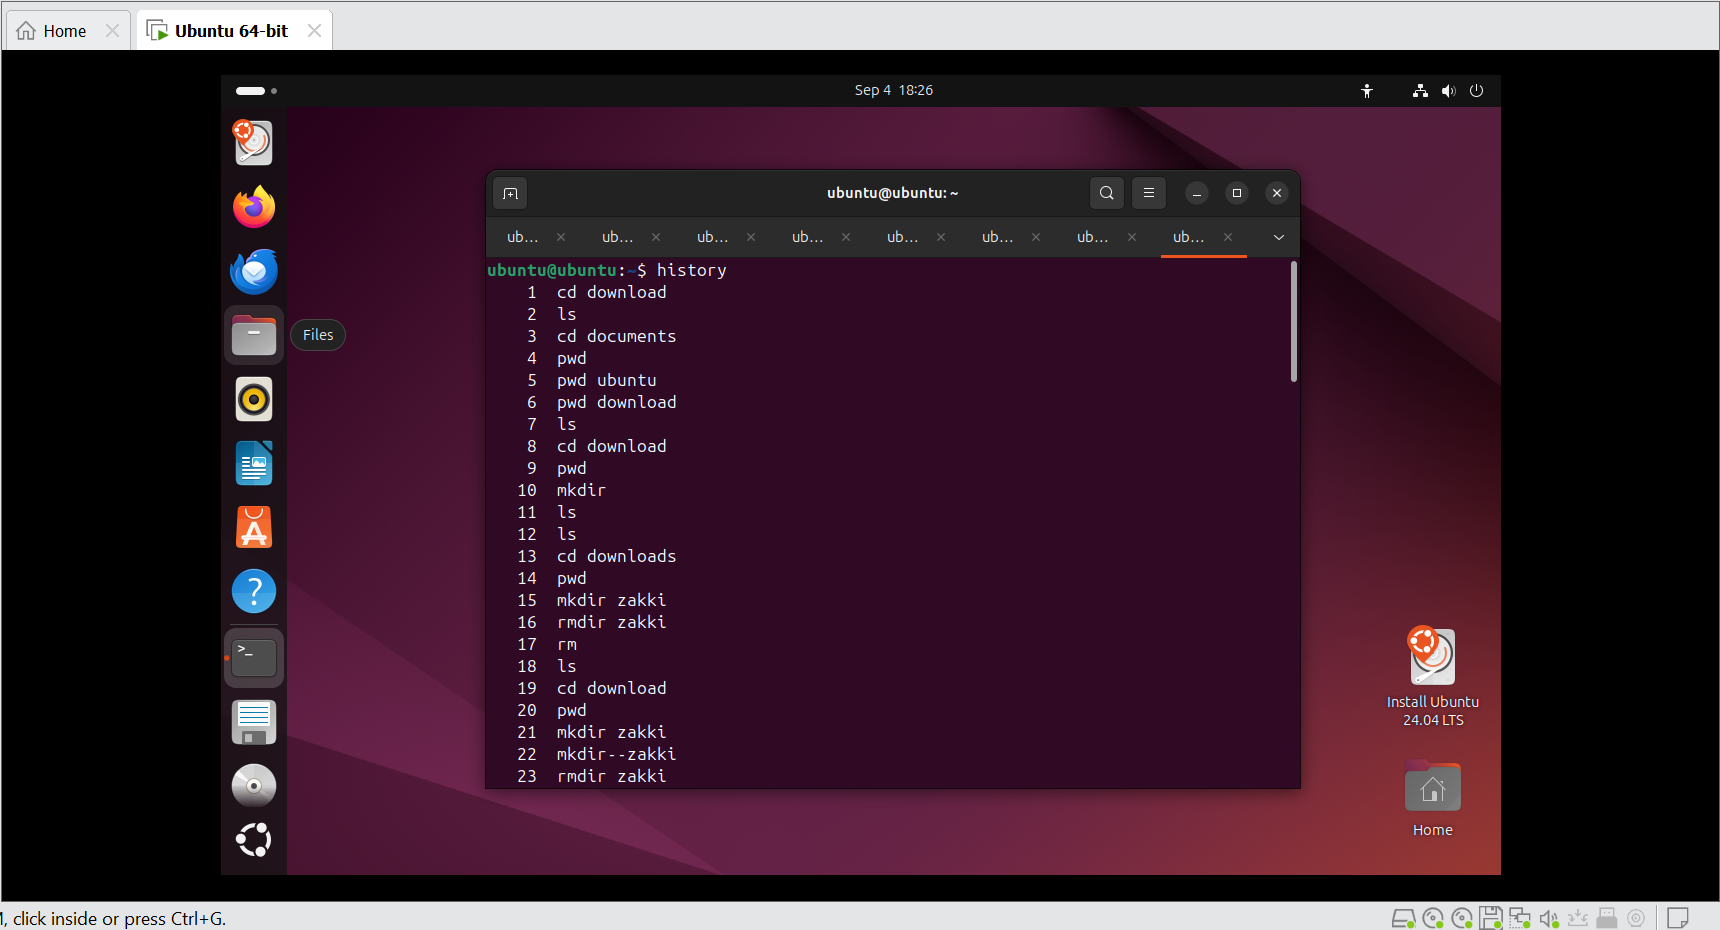 Home
Ubuntu 64-bit
Sep 4 18:26
ubuntu@ubuntu: ~
ub... ub... ub... ub... ub... ub... ub... ub...
ubuntu@ubuntu:~$ history
1 cd download
2 ls
3 cd documents
4 pwd
5 pwd ubuntu
6 pwd download
7 ls
8 cd download
9 pwd
10 mkdir
11 ls
12 ls
13 cd downloads
14 pwd
15 mkdir zakki
16 rmdir zakki
17 rm
18 ls
19 cd download
20 pwd
21 mkdir zakki
22 mkdir--zakki
23 rmdir zakki
Files
Install Ubuntu
24.04 LTS
Home
, click inside or press Ctrl+G.